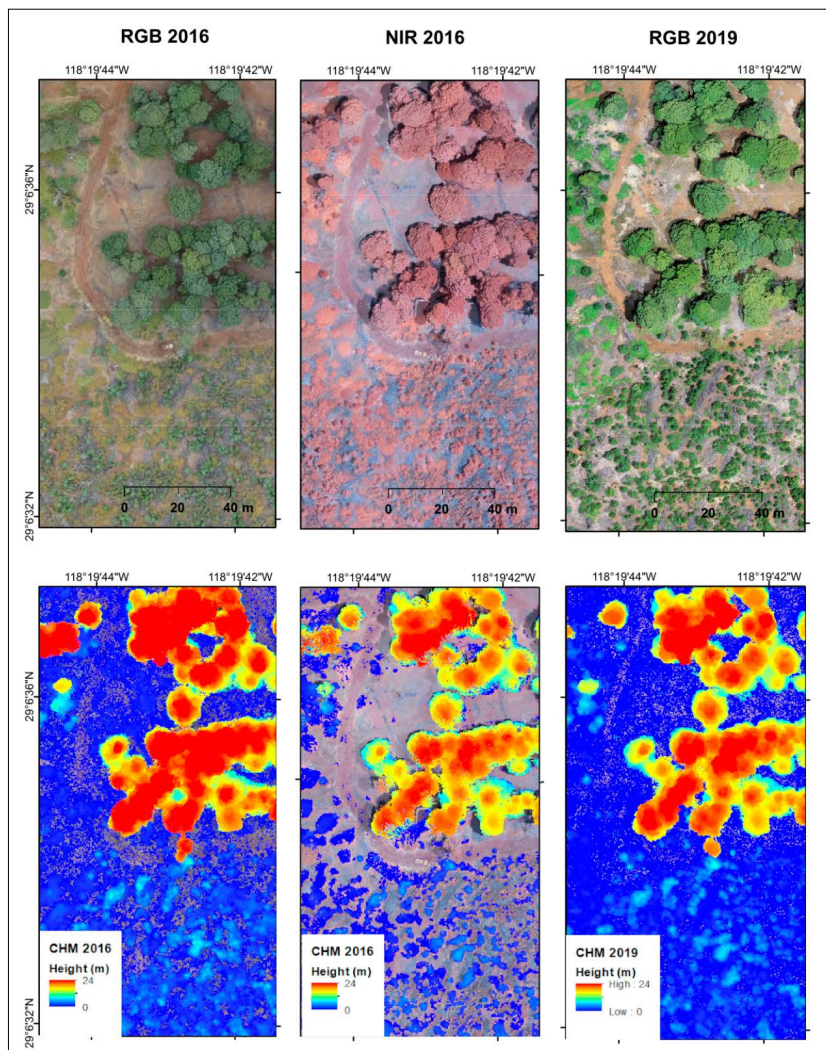 RGB 2016 NIR 2016 RGB 2019
118°19'44"W 118°19'42"W 118°19'44"W 118°19'42"W 118°19'44"W 118°19'42"W
29°6'36"N
29°6'32"N
0 20 40 m 0 20 40 m 0 20 40 m
118°19'44"W 118°19'42"W 118°19'44"W 118°19'42"W 118°19'44"W 118°19'42"W
29°6'36"N
29°6'32"N
CHM 2016
Height (m)
24
0
CHM 2016
Height (m)
24
0
CHM 2019
Height (m)
High : 24
Low : 0